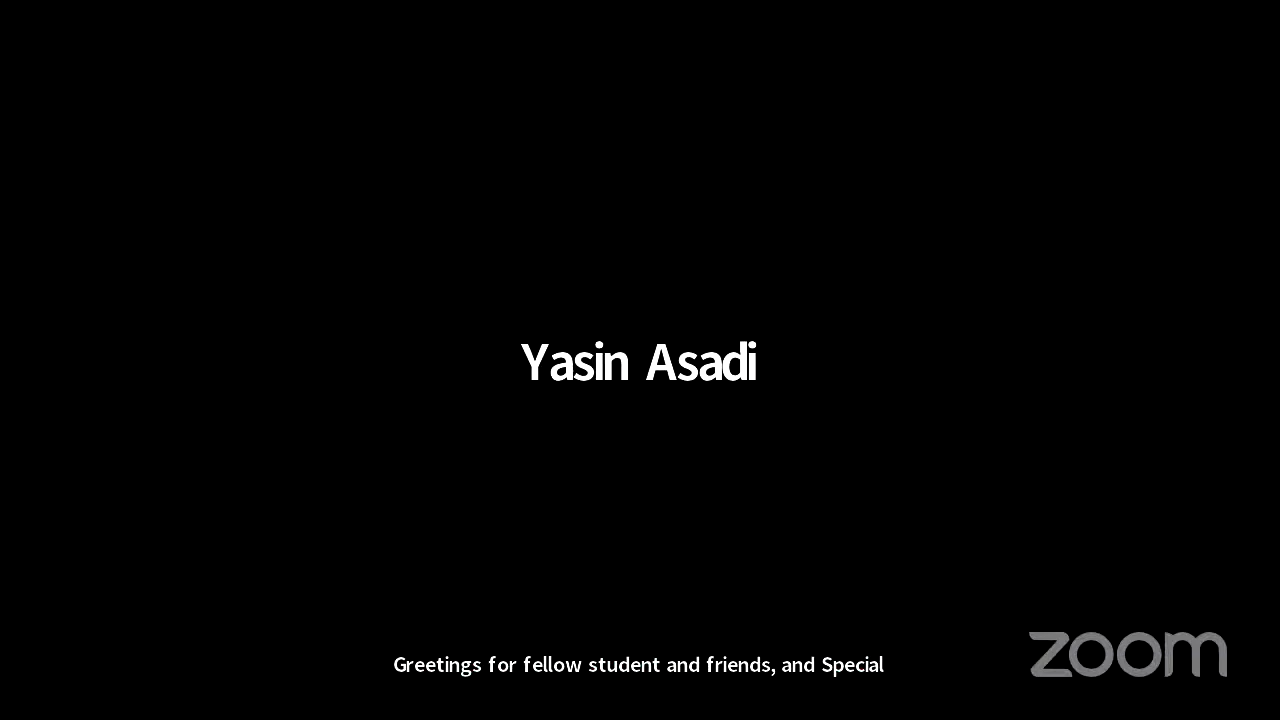 Yasin Asadi
Greetings for fellow student and friends, and Special
zoom